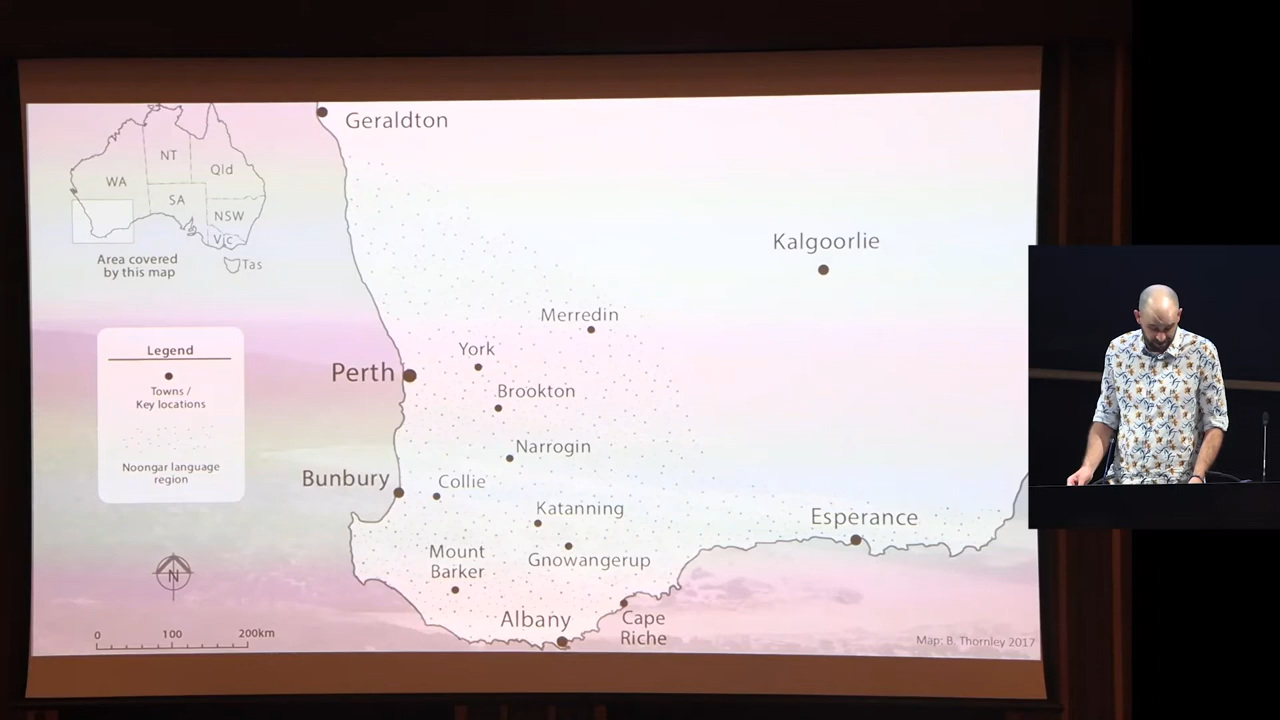 Geraldton
NT
Qld
WA
SA
NSW
Vic
Tas
Area covered
by this map
Kalgoorlie
Merredin
York
Perth
Brookton
Legend
Towns /
Key locations
Noongar language
region
Narrogin
Bunbury
Collie
Katanning
Esperance
Mount
Barker
Gnowangerup
N
Albany
Cape
Riche
0 100 200km
Map: B. Thornley 2017